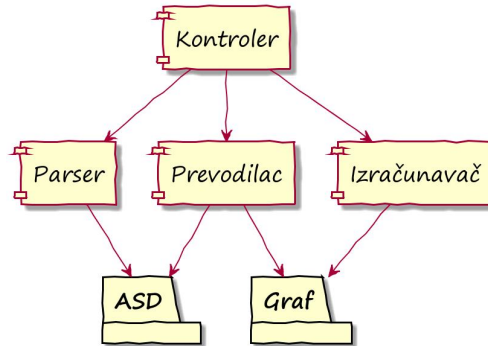 Kontroler
Parser
Prevodilac
Izračunavač
ASD
Graf